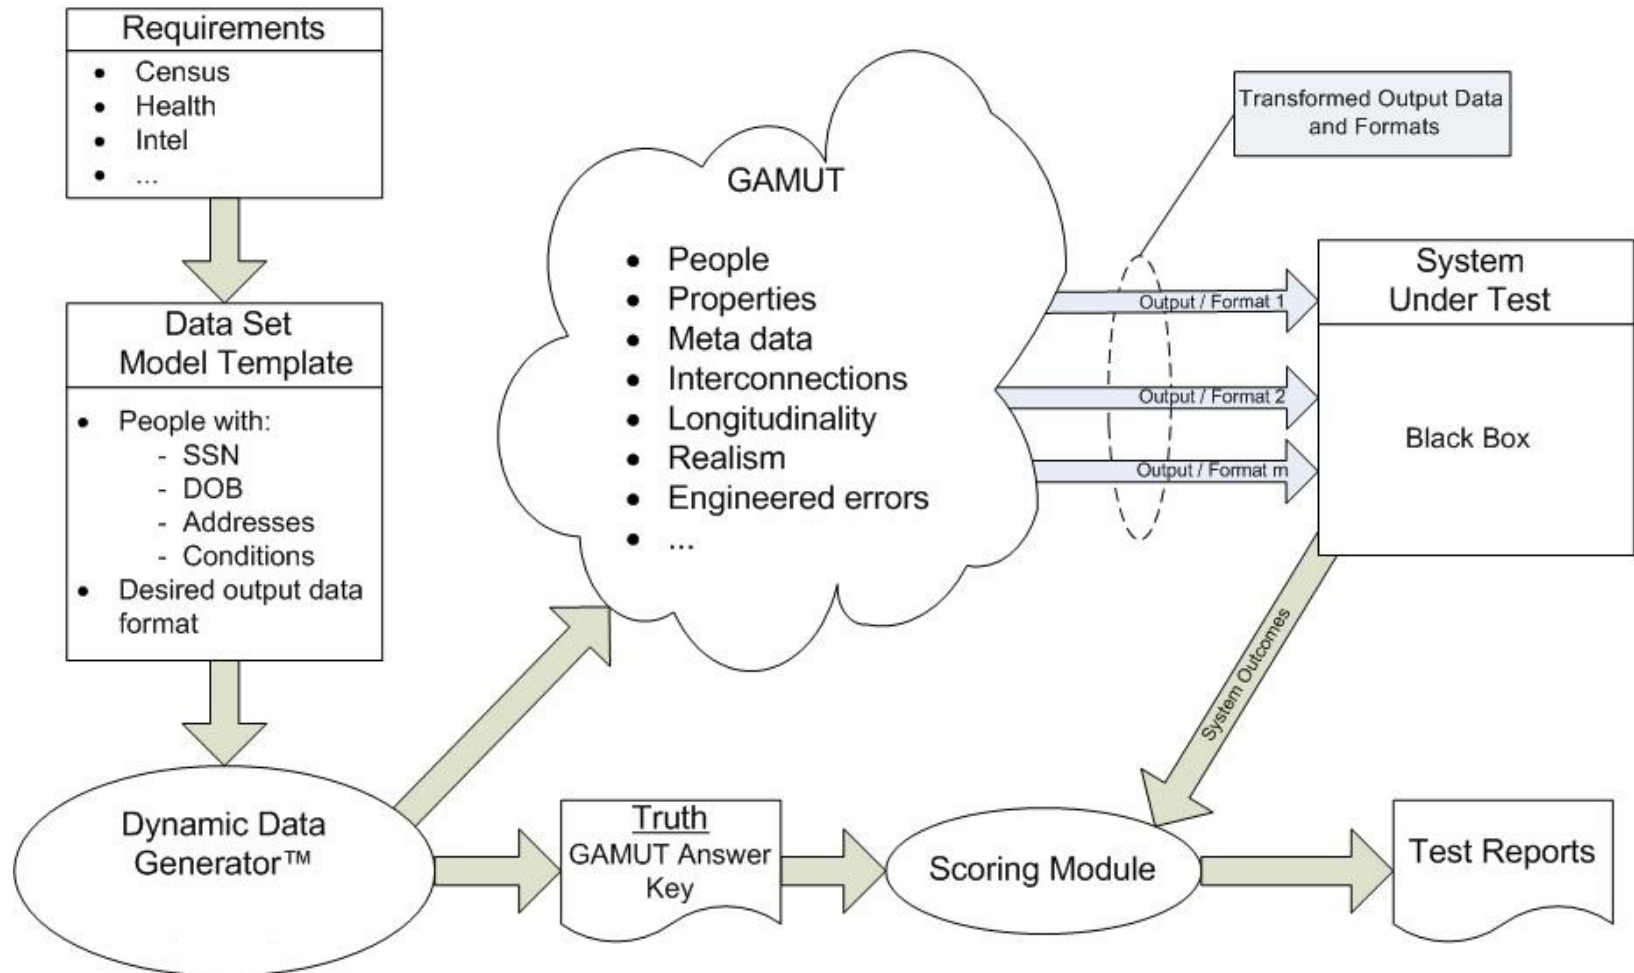 Requirements
• Census
• Health
• Intel
• ...
Data Set
Model Template
• People with:
- SSN
- DOB
- Addresses
- Conditions
• Desired output data
format
Dynamic Data
Generator™
GAMUT
• People
• Properties
• Meta data
• Interconnections
• Longitudinality
• Realism
• Engineered errors
• ...
Transformed Output Data
and Formats
Output / Format 1
Output / Format 2
Output / Format m
System
Under Test
Black Box
System Outcomes
Truth
GAMUT Answer
Key
Scoring Module
Test Reports